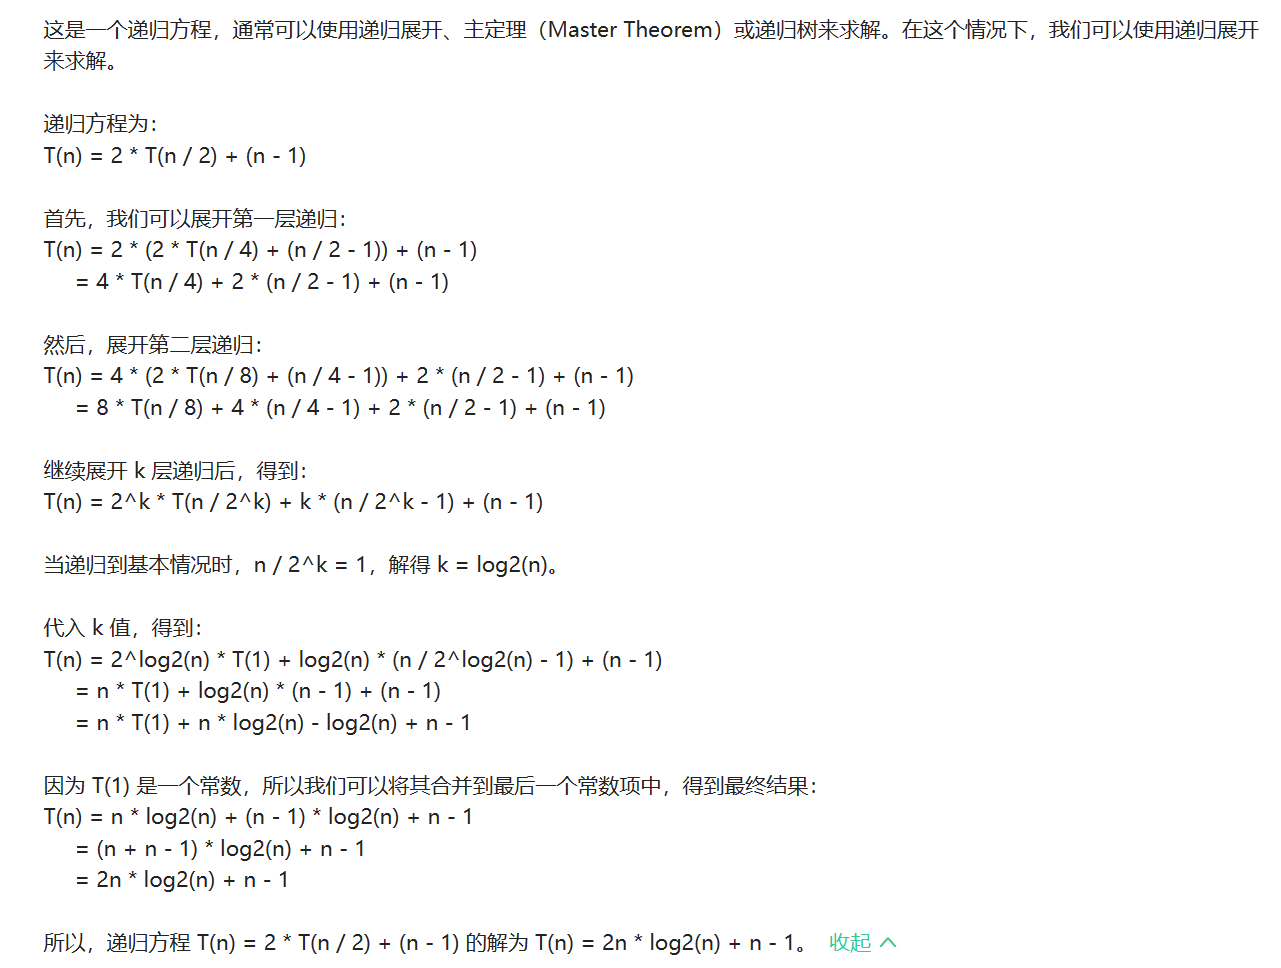 这是一个递归方程，通常可以使用递归展开、主定理（Master Theorem）或递归树来求解。在这个情况下，我们可以使用递归展开
来求解。
递归方程为：
T(n) = 2 * T(n / 2) + (n - 1)
首先，我们可以展开第一层递归：
T(n) = 2 * (2 * T(n / 4) + (n / 2 - 1)) + (n - 1)
= 4 * T(n / 4) + 2 * (n / 2 - 1) + (n - 1)
然后，展开第二层递归：
T(n) = 4 * (2 * T(n / 8) + (n / 4 - 1)) + 2 * (n / 2 - 1) + (n - 1)
= 8 * T(n / 8) + 4 * (n / 4 - 1) + 2 * (n / 2 - 1) + (n - 1)
继续展开 k 层递归后，得到：
T(n) = 2^k * T(n / 2^k) + k * (n / 2^k - 1) + (n - 1)
当递归到基本情况时，n / 2^k = 1，解得 k = log2(n)。
代入 k 值，得到：
T(n) = 2^log2(n) * T(1) + log2(n) * (n / 2^log2(n) - 1) + (n - 1)
= n * T(1) + log2(n) * (n - 1) + (n - 1)
= n * T(1) + n * log2(n) - log2(n) + n - 1
因为 T(1) 是一个常数，所以我们可以将其合并到最后一个常数项中，得到最终结果：
T(n) = n * log2(n) + (n - 1) * log2(n) + n - 1
= (n + n - 1) * log2(n) + n - 1
= 2n * log2(n) + n - 1
所以，递归方程 T(n) = 2 * T(n / 2) + (n - 1) 的解为 T(n) = 2n * log2(n) + n - 1。 收起